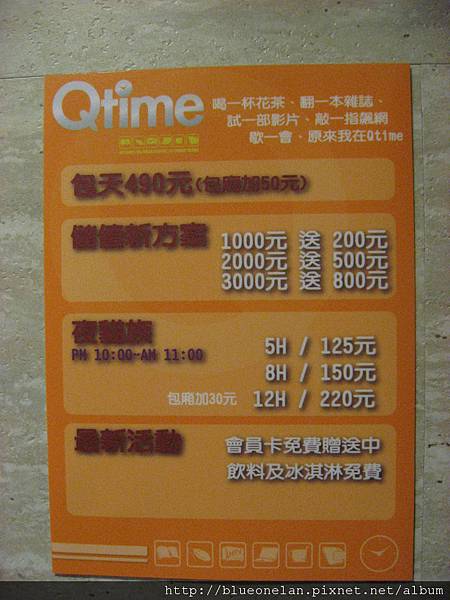 Qtime
喝一杯花茶、翻一本雜誌、
試一部影片、敲一指飆網
歇一會、原來我在Qtime
包天490元(包廂加50元)
儲值新方案
1000元 送 200元
2000元 送 500元
3000元 送 800元
夜貓族
PM 10:00~AM 11:00
5H / 125元
8H / 150元
包廂加30元 12H / 220元
最新活動
會員卡免費贈送中
飲料及冰淇淋免費
http://blueonelan.pixnet.net/album